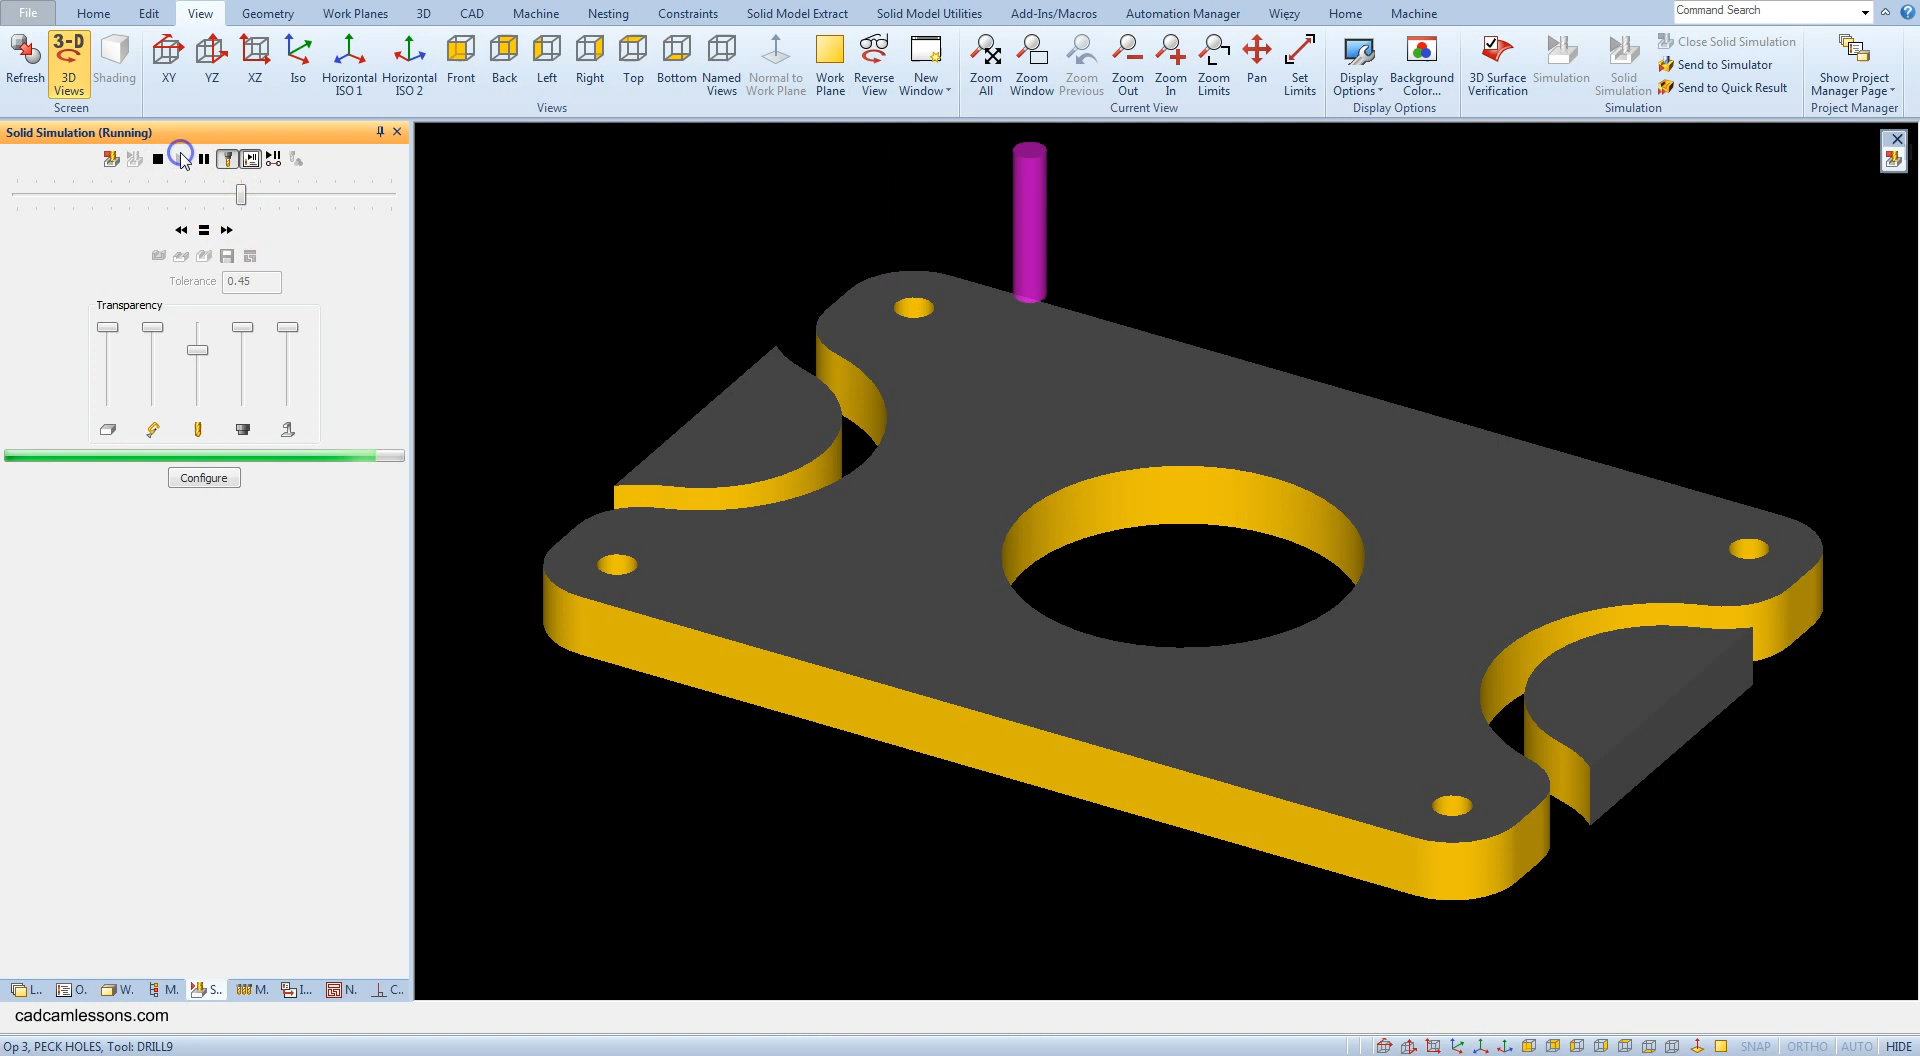 File Home Edit View Geometry Work Planes 3D CAD Machine Nesting Constraints Solid Model Extract Solid Model Utilities Add-Ins/Macros Automation Manager Więzy Home Machine Command Search
3-D
Refresh 3D Views Shading XY YZ XZ Iso Horizontal ISO 1 Horizontal ISO 2 Front Back Left Right Top Bottom Named Views Normal to Work Plane Work Plane Reverse View New Window Zoom All Zoom Window Zoom Previous Zoom Out Zoom In Zoom Limits Pan Set Limits Display Options Background Color... 3D Surface Verification Simulation Solid Simulation Close Solid Simulation Send to Simulator Send to Quick Result Show Project Manager Page
Screen Views Current View Display Options Simulation Project Manager
Solid Simulation (Running)
Tolerance 0.45
Transparency
Configure
L.. O. W. M. S.. M. I... N. C..
cadcamlessons.com
Op 3, PECK HOLES, Tool: DRILL9 SNAP ORTHO AUTO HIDE